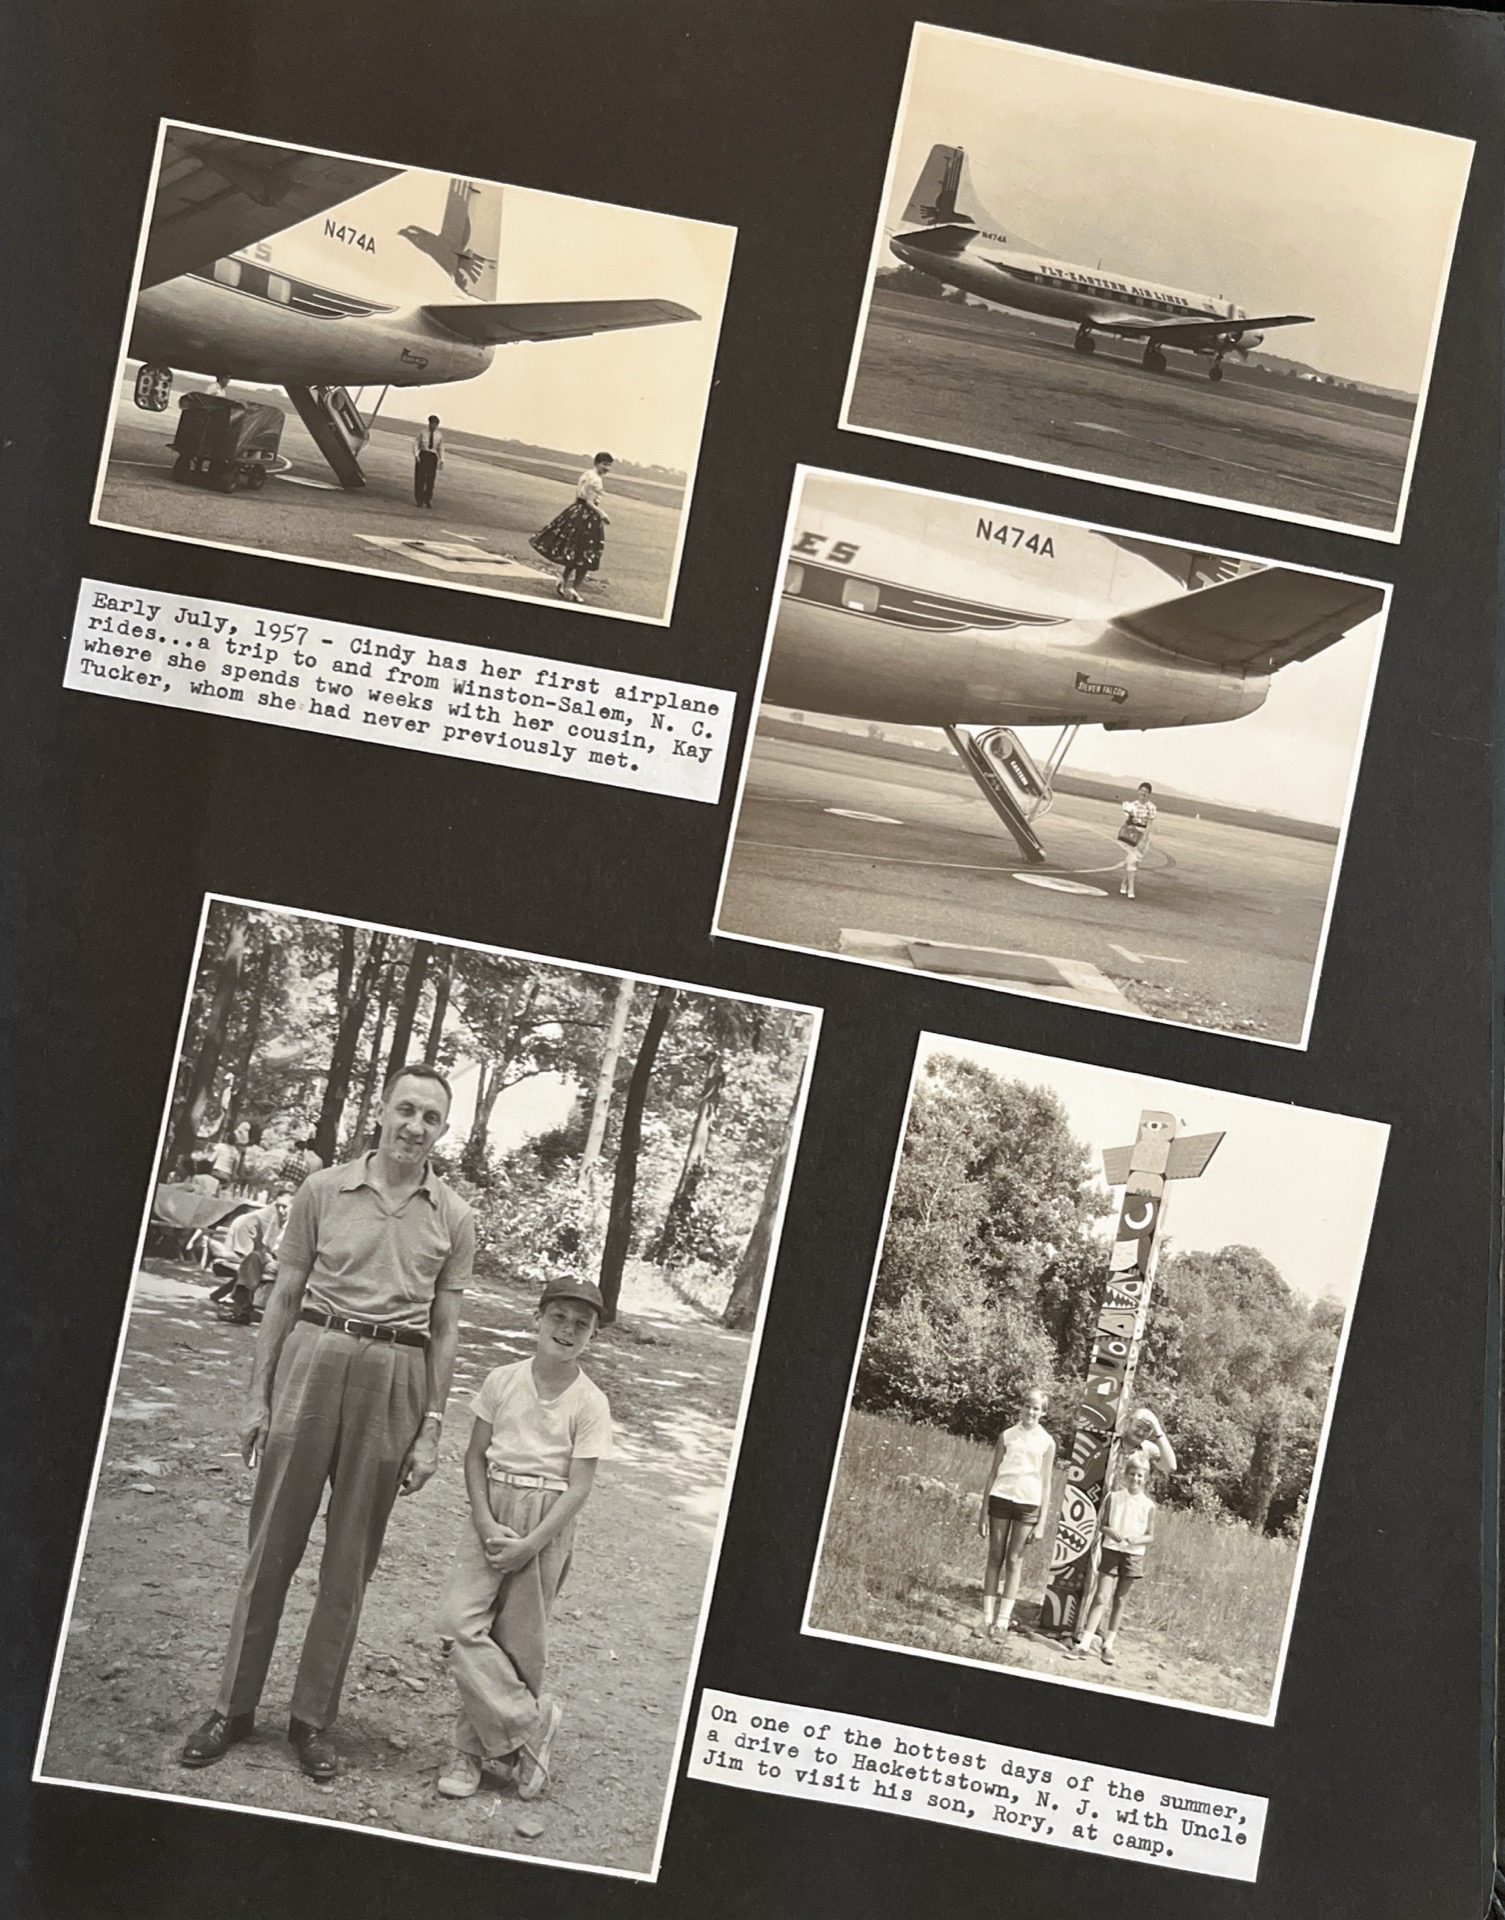 N474A
ES
N474A
FLY-EASTERN AIR LINES
Early July, 1957 - Cindy has her first airplane
rides...a trip to and from Winston-Salem, N. C.
where she spends two weeks with her cousin, Kay
Tucker, whom she had never previously met.
ES
N474A
SILVER FALCON
EASTERN
On one of the hottest days of the summer,
a drive to Hackettstown, N. J. with Uncle
Jim to visit his son, Rory, at camp.